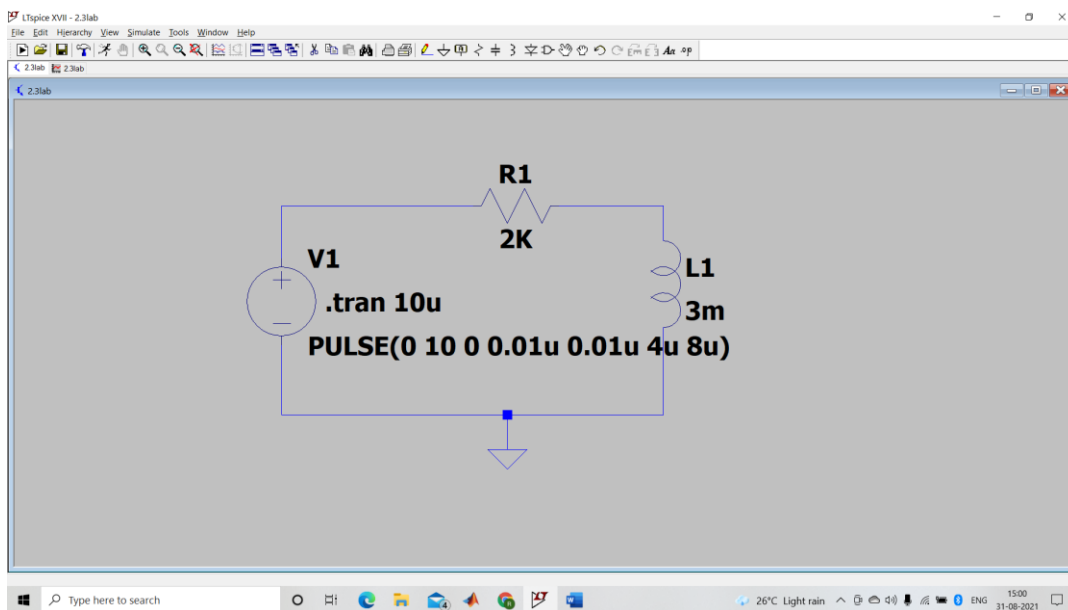 LTspice XVII - 2.3lab
File Edit Hierarchy View Simulate Tools Window Help
2.3lab 2.3lab
2.3lab
R1
2K
V1
.tran 10u
PULSE(0 10 0 0.01u 0.01u 4u 8u)
L1
3m
Type here to search
26°C Light rain
ENG
15:00
31-08-2021